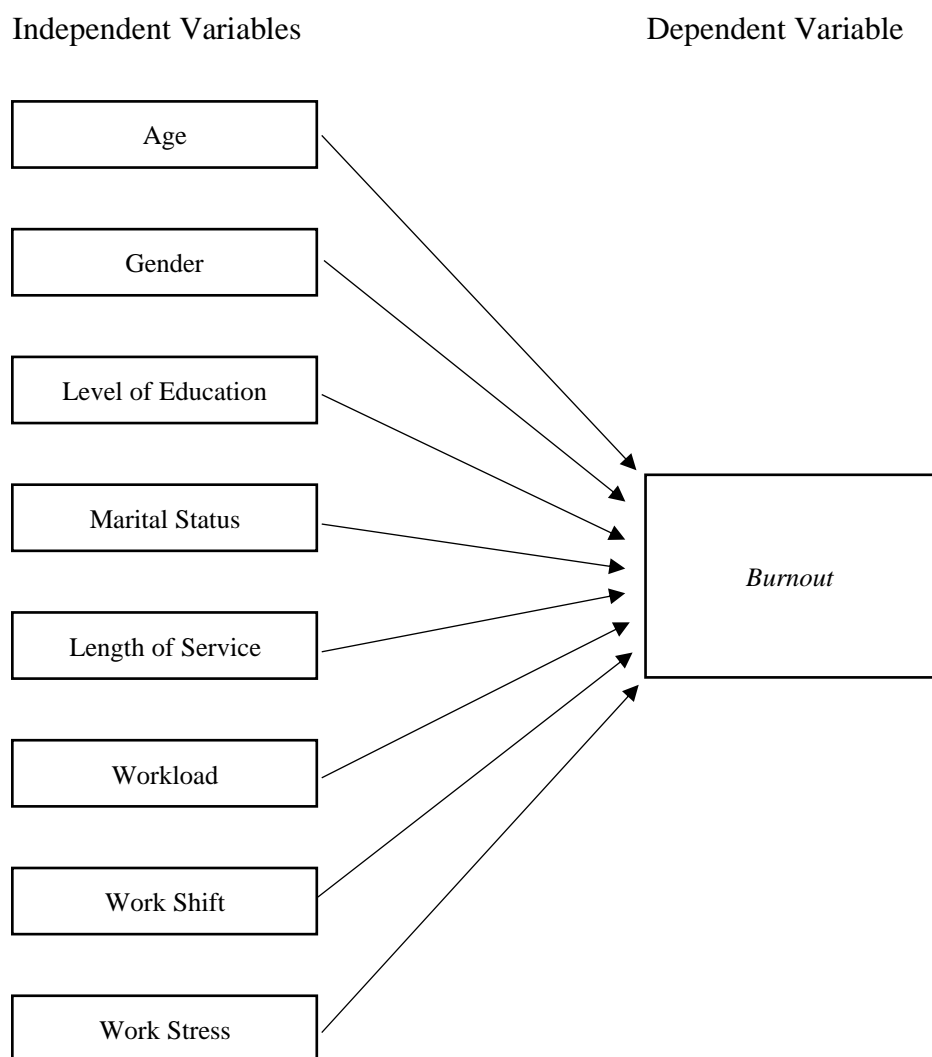 Independent Variables
Dependent Variable
Age
Gender
Level of Education
Marital Status
Burnout
Length of Service
Workload
Work Shift
Work Stress